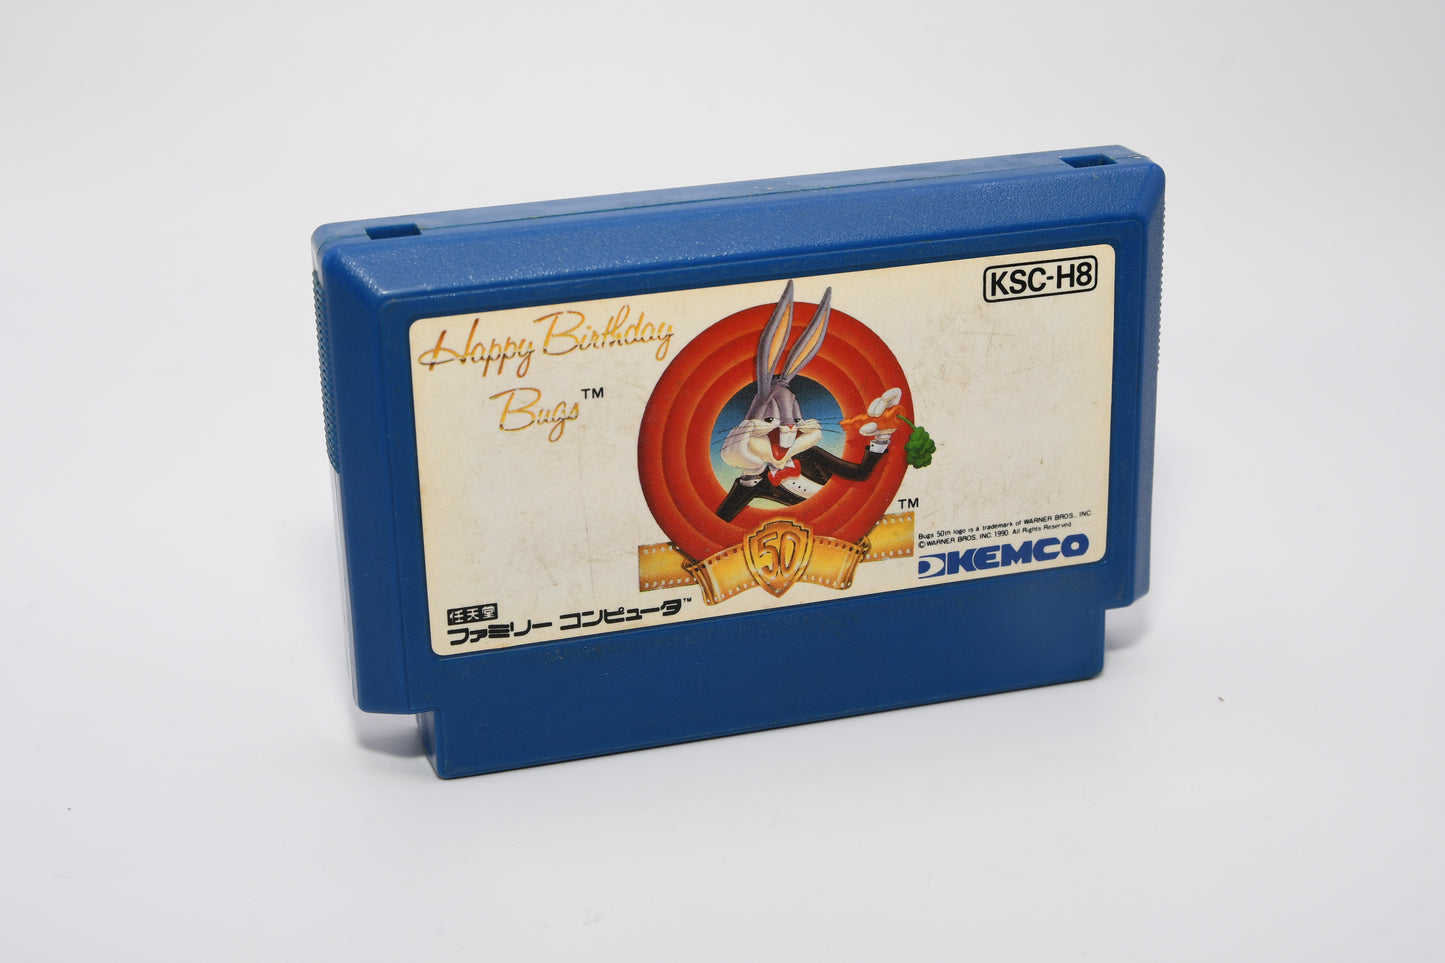 KSC-H8
Happy Birthday
Bugs™
50
™
Bugs 50th logo is a trademark of WARNER BROS., INC.
©WARNER BROS. INC. 1990 All Rights Reserved.
KEMCO
任天堂
ファミリー コンピュータ™